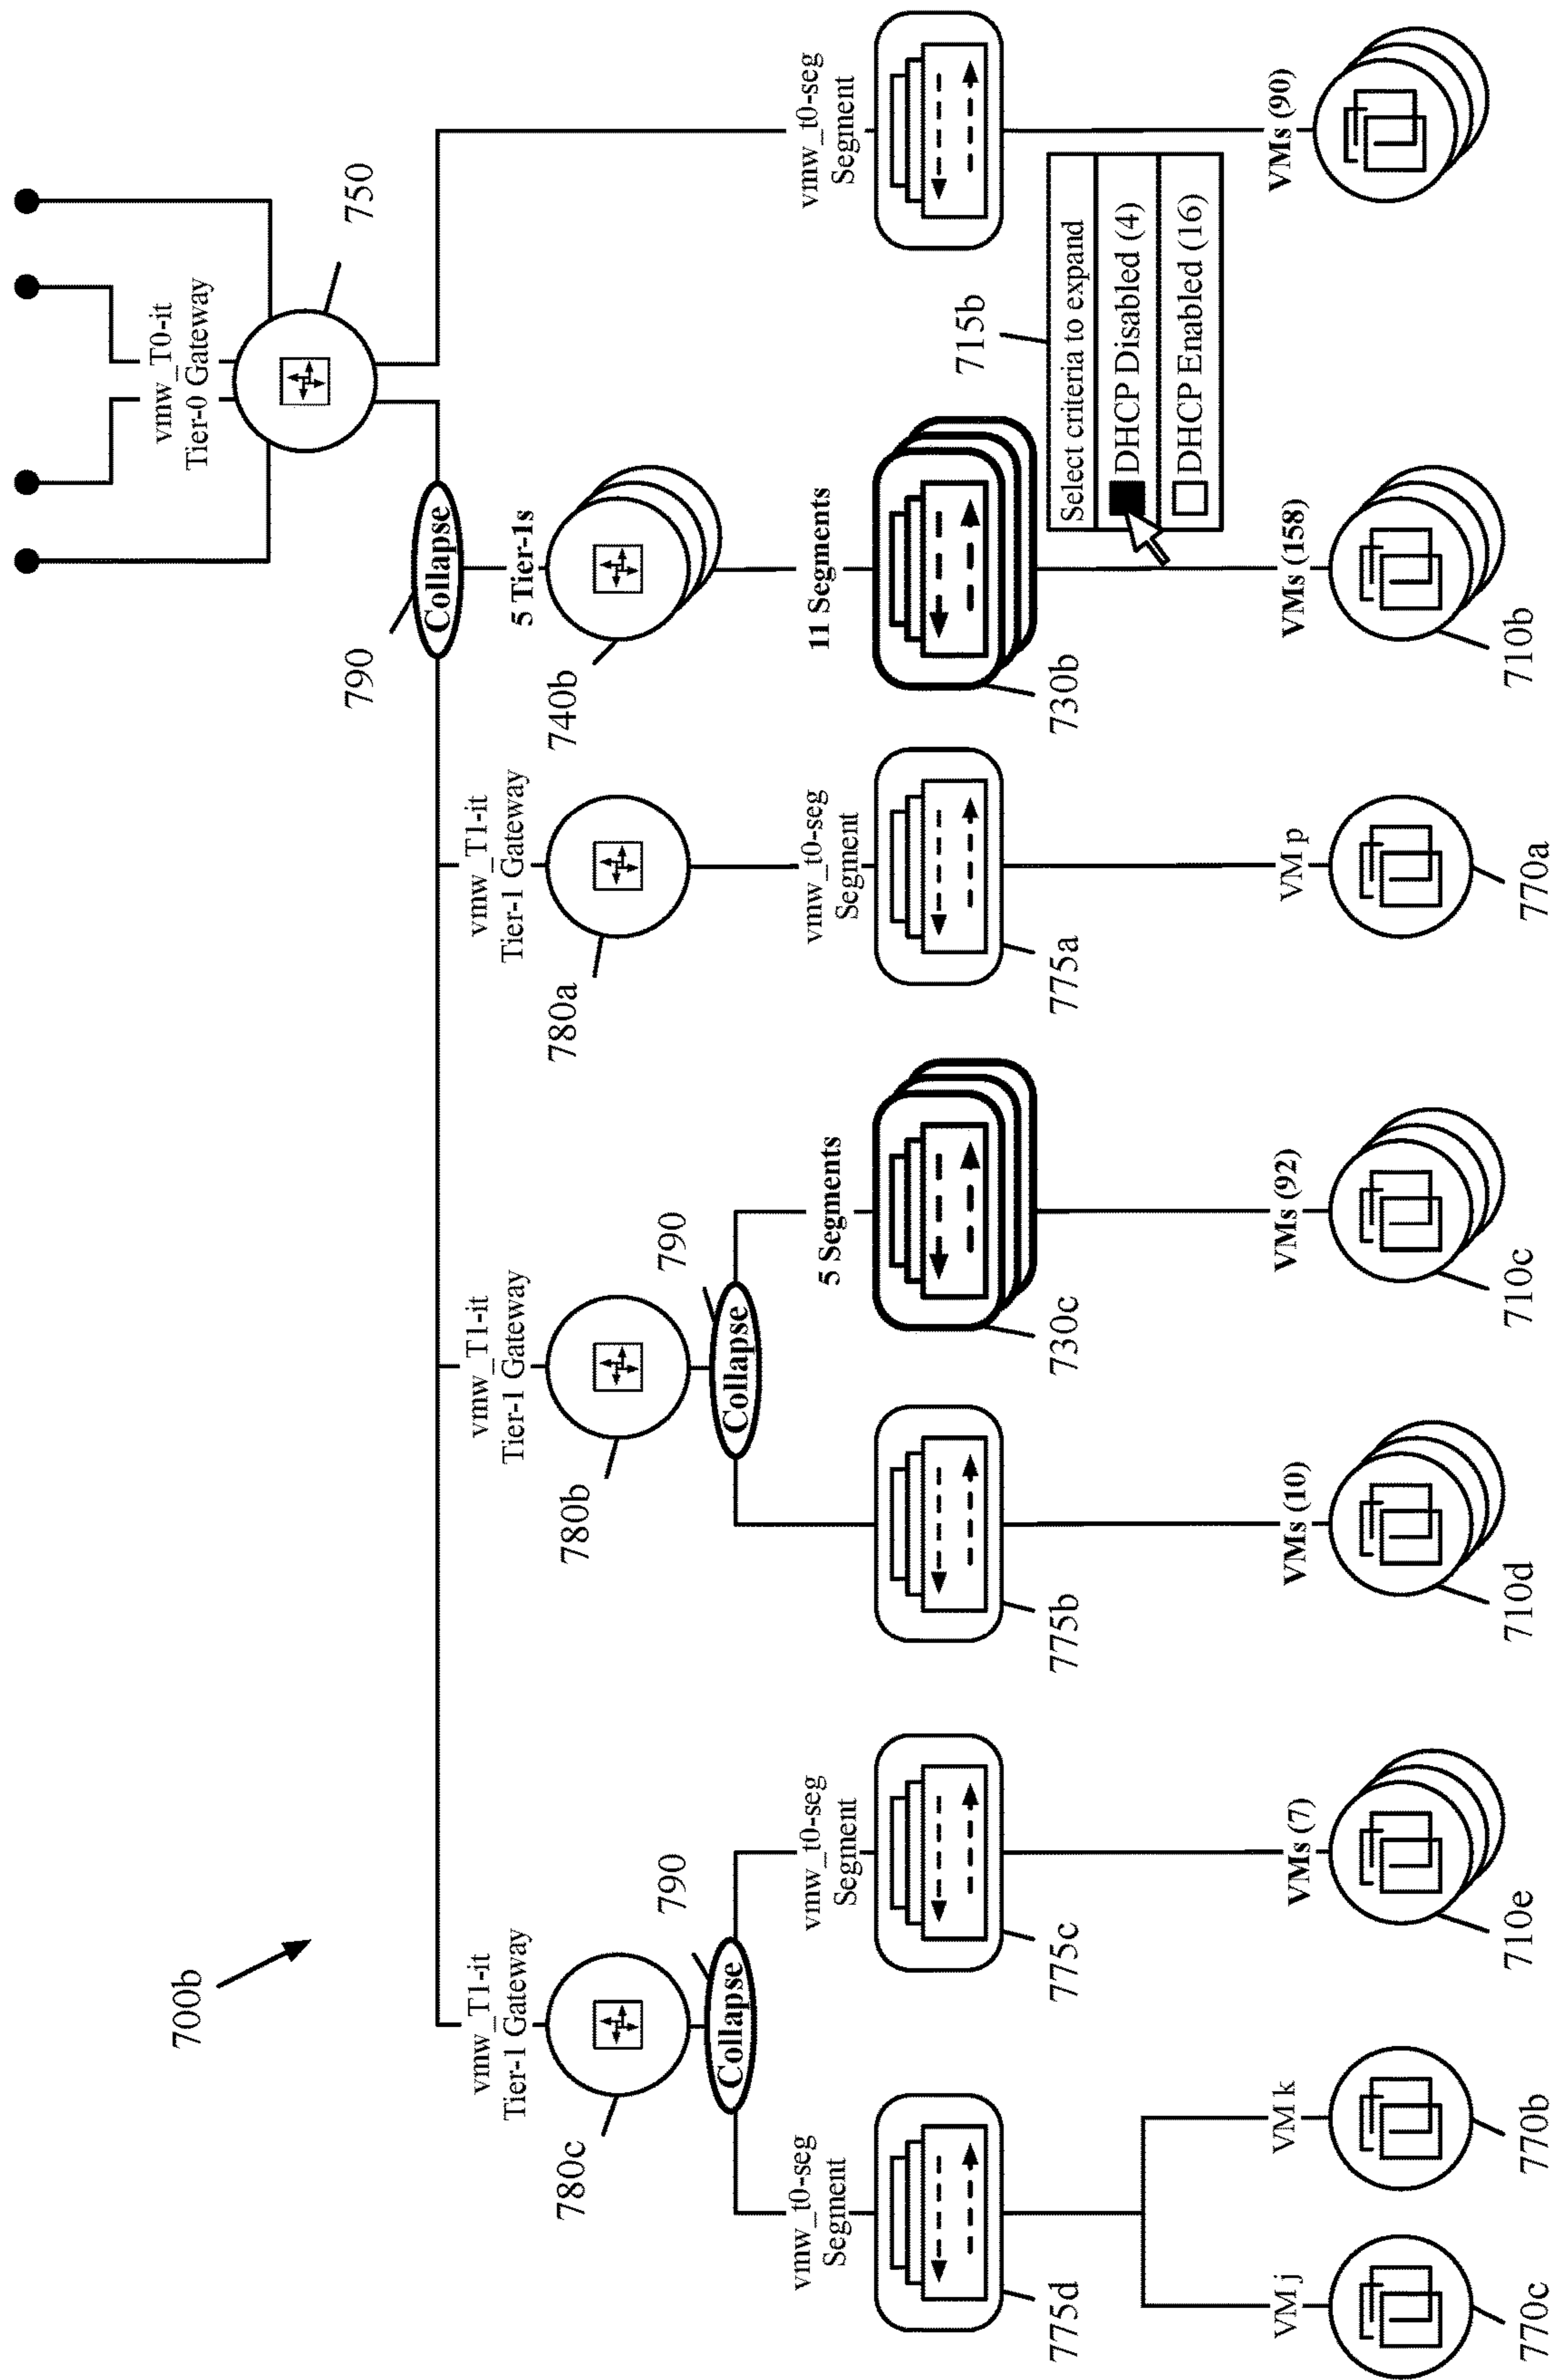 700b
vmw_T0-it
Tier-0 Gateway
750
790
Collapse
vmw_T1-it
Tier-1 Gateway
780c
vmw_T1-it
Tier-1 Gateway
780b
vmw_T1-it
Tier-1 Gateway
780a
5 Tier-1s
740b
790
Collapse
790
Collapse
vmw_t0-seg
Segment
775d
vmw_t0-seg
Segment
775c
775b
5 Segments
730c
vmw_t0-seg
Segment
775a
11 Segments
730b
vmw_t0-seg
Segment
715b
Select criteria to expand
DHCP Disabled (4)
DHCP Enabled (16)
VM j
770c
VM k
770b
VMs (7)
710e
VMs (10)
710d
VMs (92)
710c
VM p
770a
VMs (158)
710b
VMs (90)